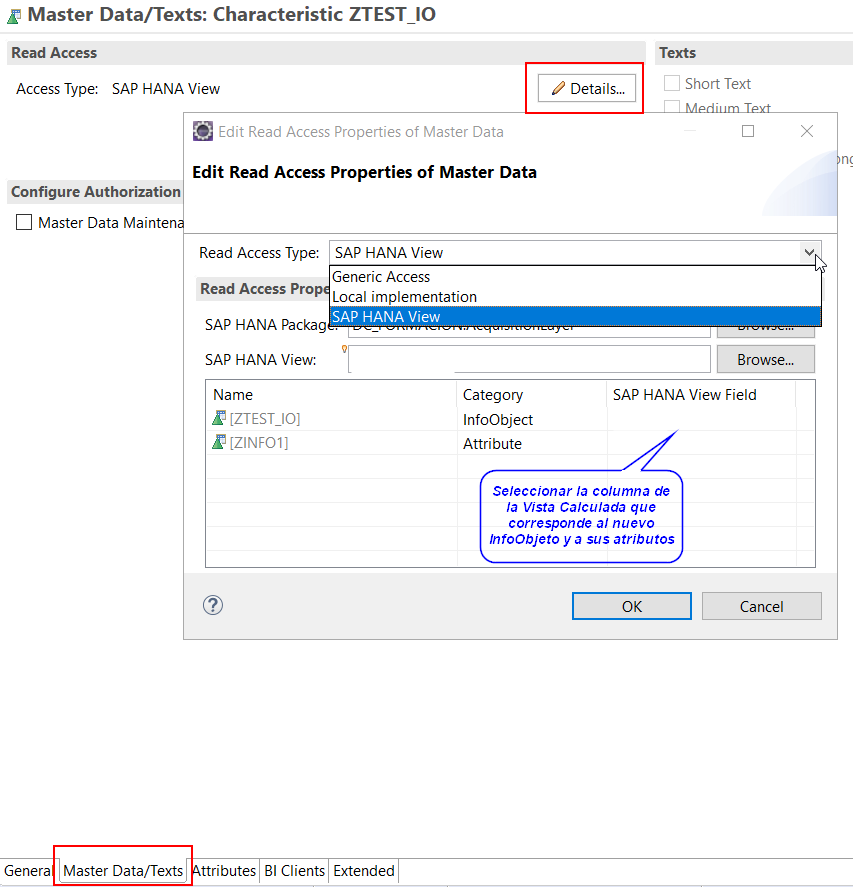 Master Data/Texts: Characteristic ZTEST_IO
Read Access
Texts
Access Type: SAP HANA View
Details...
Short Text
Medium Text
Edit Read Access Properties of Master Data
Edit Read Access Properties of Master Data
Configure Authorization
Master Data Maintena
Read Access Type: SAP HANA View
Generic Access
Read Access Prope
Local implementation
SAP HANA View
SAP HANA Package: DC_FORMACION.AcquisitionLayer Browse...
SAP HANA View: Browse...
Name Category SAP HANA View Field
[ZTEST_IO] InfoObject
[ZINFO1] Attribute
Seleccionar la columna de
la Vista Calculada que
corresponde al nuevo
InfoObjeto y a sus atributos
? OK Cancel
General Master Data/Texts Attributes BI Clients Extended